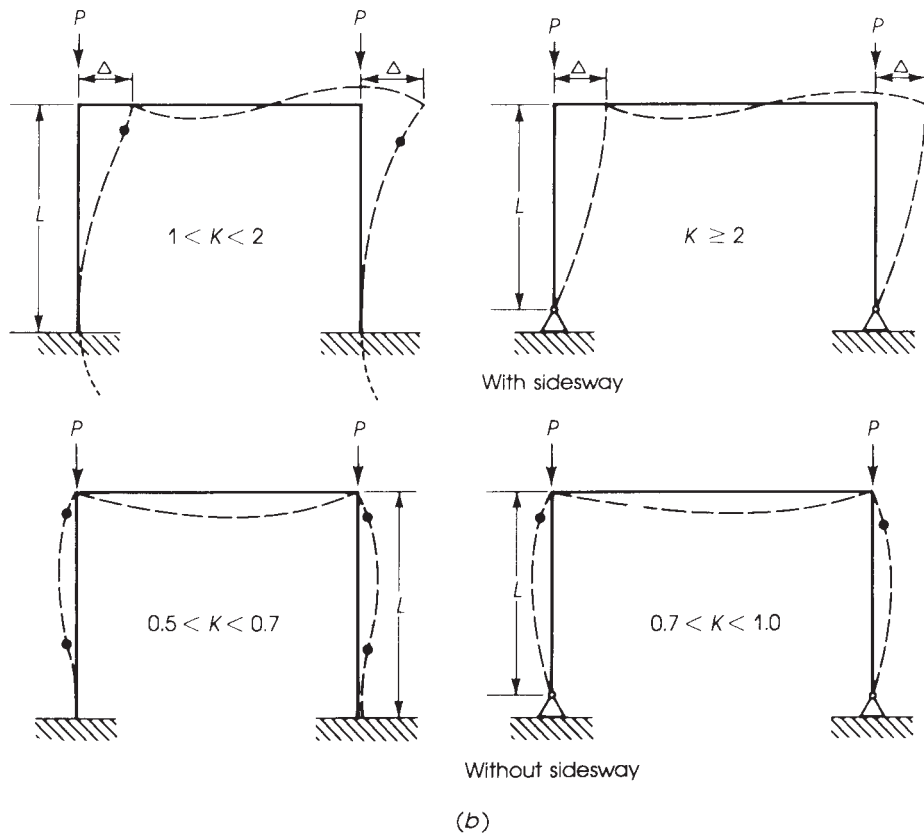 P P P P
Δ Δ Δ Δ
L L
1 < K < 2 K ≥ 2
With sidesway
P P P P
L L
0.5 < K < 0.7 0.7 < K < 1.0
Without sidesway
(b)